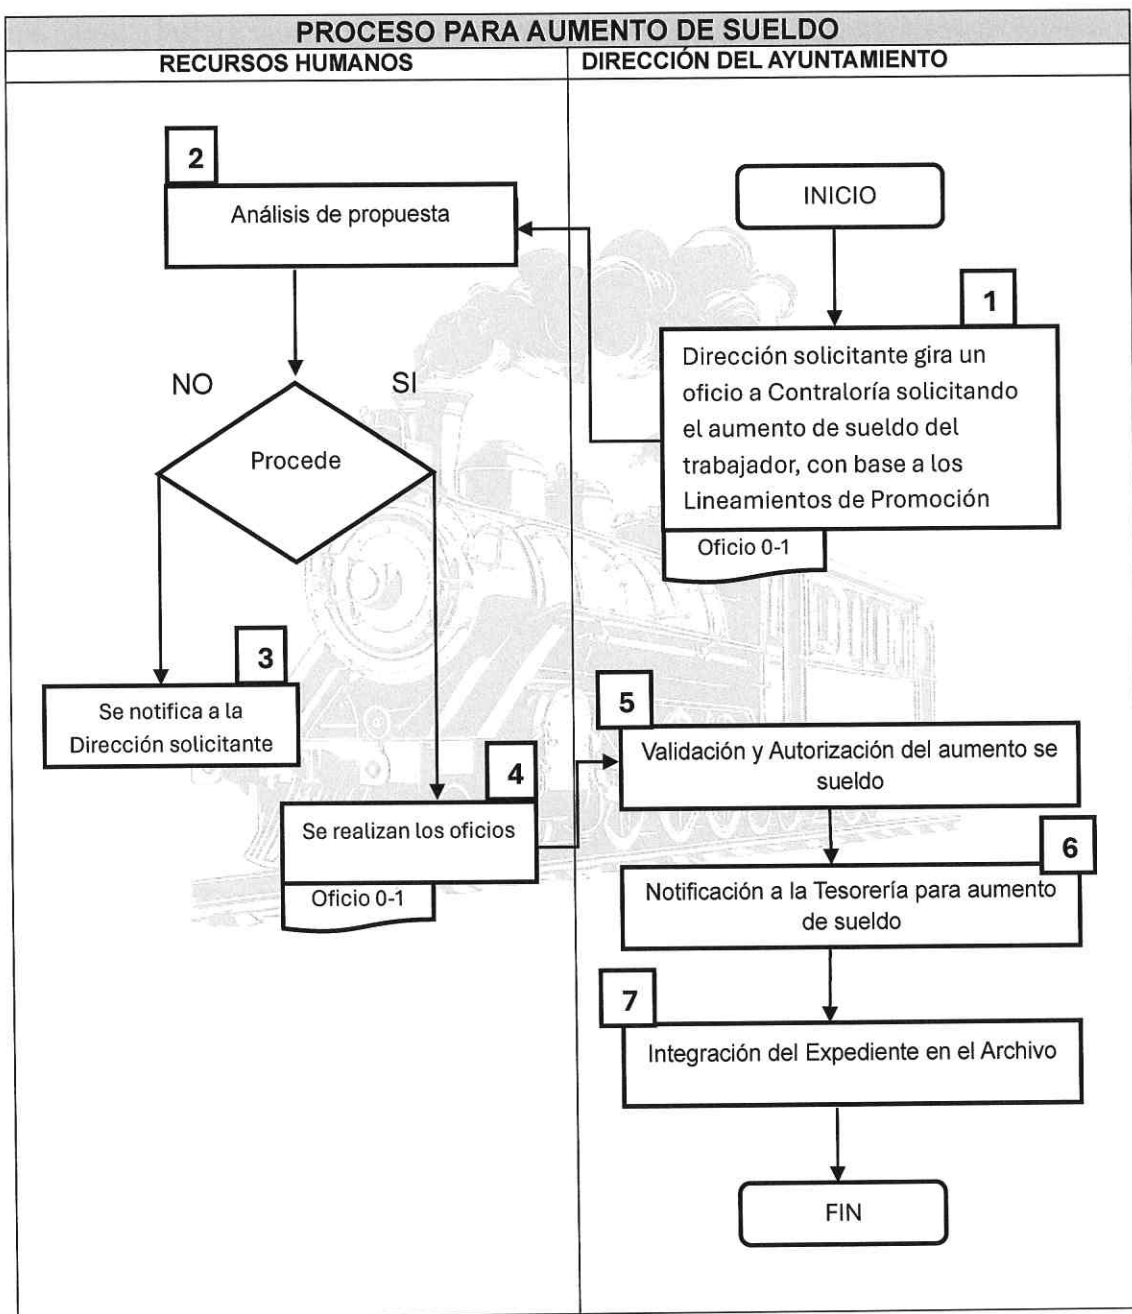 PROCESO PARA AUMENTO DE SUELDO
RECURSOS HUMANOS
DIRECCIÓN DEL AYUNTAMIENTO
INICIO
1
Dirección solicitante gira un
oficio a Contraloría solicitando
el aumento de sueldo del
trabajador, con base a los
Lineamientos de Promoción
Oficio 0-1
2
Análisis de propuesta
NO
SI
Procede
3
Se notifica a la
Dirección solicitante
4
Se realizan los oficios
Oficio 0-1
5
Validación y Autorización del aumento se
sueldo
6
Notificación a la Tesorería para aumento
de sueldo
7
Integración del Expediente en el Archivo
FIN